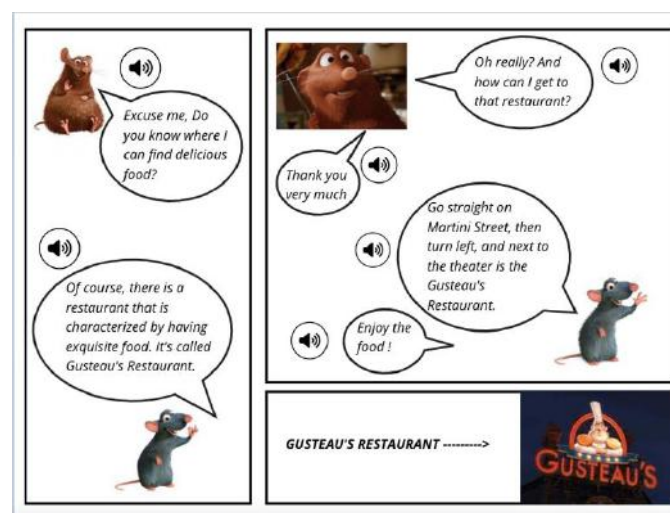 Excuse me, Do
you know where I
can find delicious
food?
Of course, there is a
restaurant that is
characterized by having
exquisite food. It's called
Gusteau's Restaurant.
Oh really? And
how can I get to
that restaurant?
Go straight on
Martini Street, then
turn left, and next to
the theater is the
Gusteau's
Restaurant.
Thank you
very much
Enjoy the
food !
GUSTEAU'S RESTAURANT --------->
GUSTEAU'S